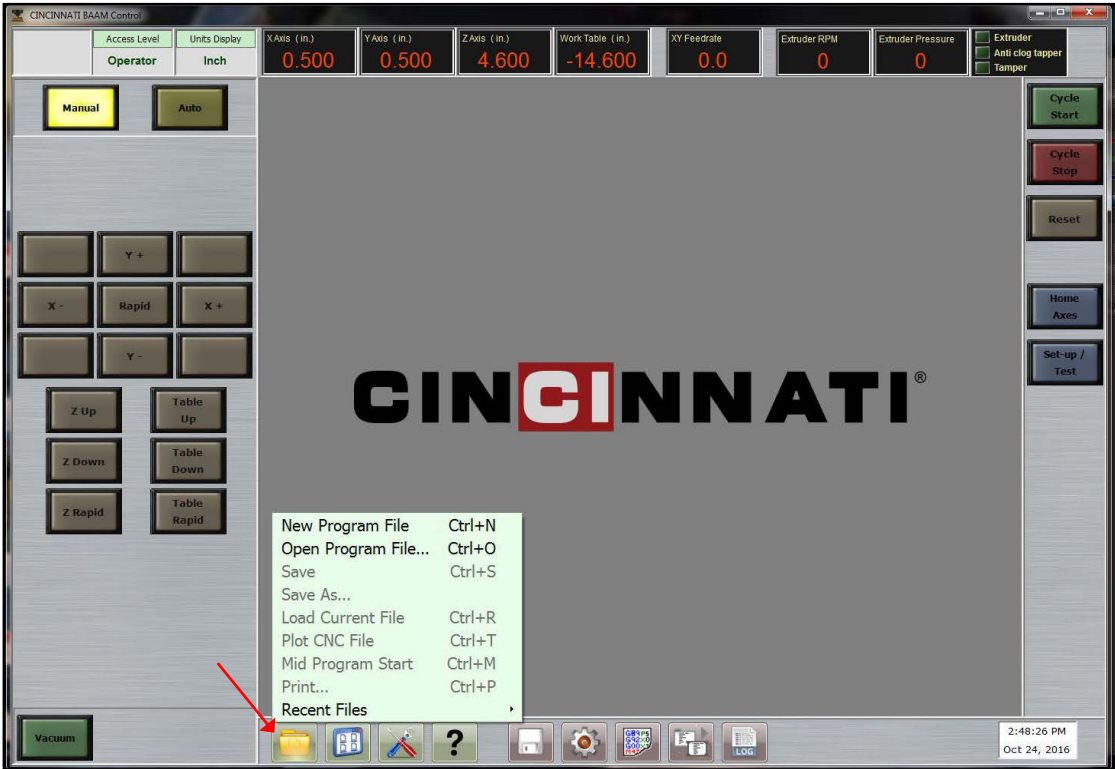 CINCINNATI BAAM Control
Access Level
Units Display
Operator
Inch
X Axis (in.)
0.500
Y Axis (in.)
0.500
Z Axis (in.)
4.600
Work Table (in.)
-14.600
XY Feedrate
0.0
Extruder RPM
0
Extruder Pressure
0
Extruder
Anti clog tapper
Tamper
Manual
Auto
Cycle
Start
Cycle
Stop
Reset
Y +
X -
Rapid
X +
Y -
Home
Axes
Set-up /
Test
CINCINNATI®
Z Up
Table
Up
Z Down
Table
Down
Z Rapid
Table
Rapid
New Program File Ctrl+N
Open Program File... Ctrl+O
Save Ctrl+S
Save As...
Load Current File Ctrl+R
Plot CNC File Ctrl+T
Mid Program Start Ctrl+M
Print... Ctrl+P
Recent Files
Vacuum
?
LOG
2:48:26 PM
Oct 24, 2016